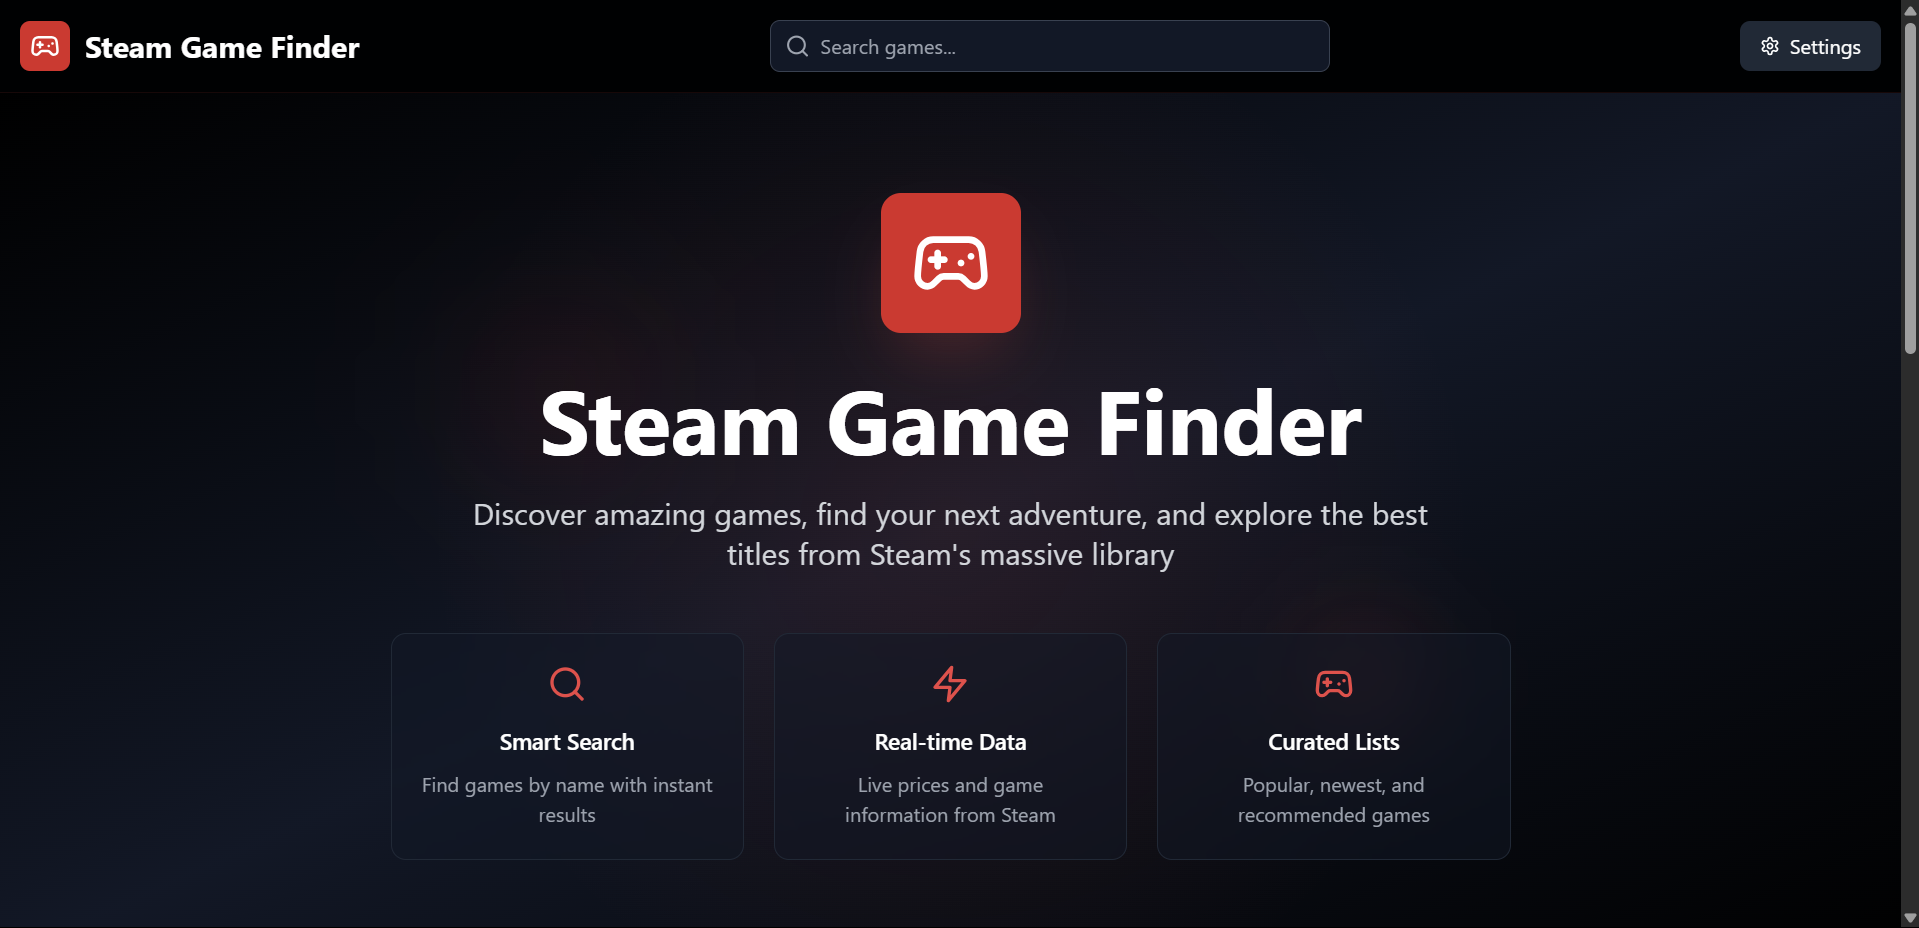 Steam Game Finder
Search games...
Settings
Steam Game Finder
Discover amazing games, find your next adventure, and explore the best
titles from Steam's massive library
Smart Search
Find games by name with instant
results
Real-time Data
Live prices and game
information from Steam
Curated Lists
Popular, newest, and
recommended games